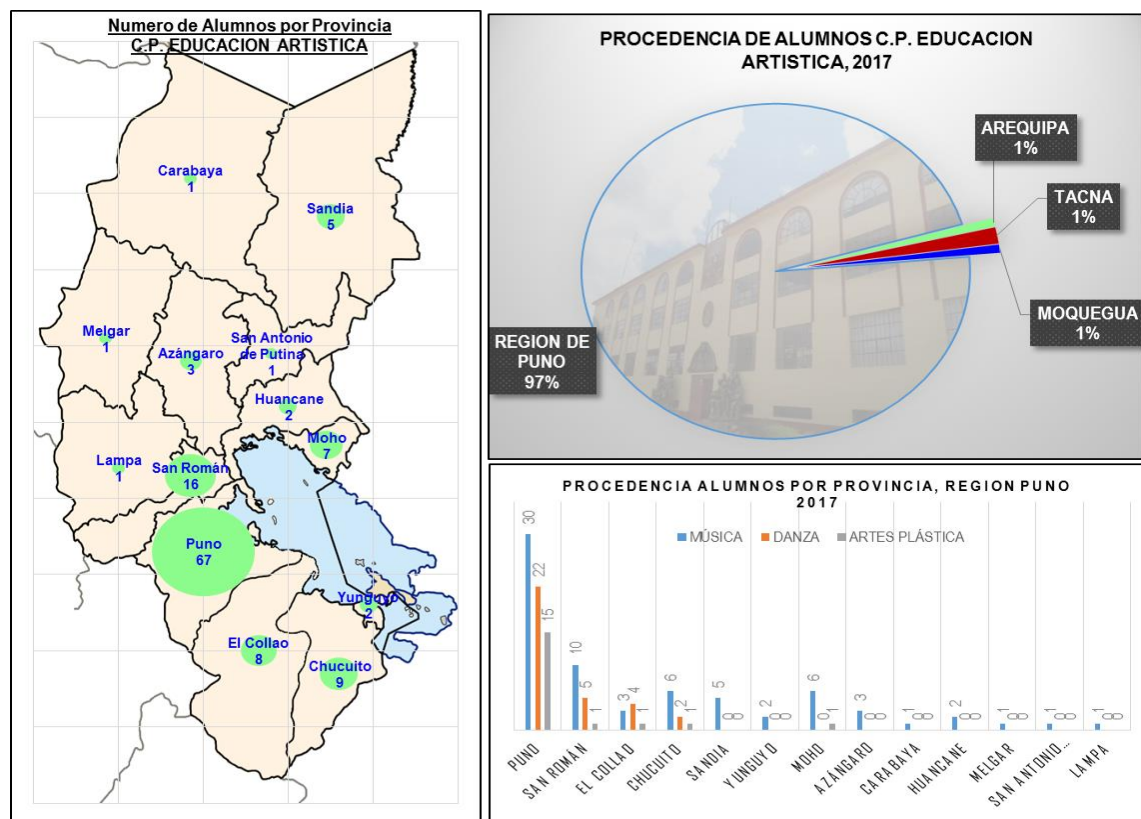 Numero de Alumnos por Provincia
C.P. EDUCACION ARTISTICA
Carabaya
1
Sandia
5
Melgar
1
Azángaro
3
San Antonio
de Putina
1
Huancane
2
Moho
7
Lampa
1
San Román
16
Puno
67
Yunguyo
2
El Collao
8
Chucuito
9
PROCEDENCIA DE ALUMNOS C.P. EDUCACION
ARTISTICA, 2017
AREQUIPA
1%
TACNA
1%
MOQUEGUA
1%
REGION DE
PUNO
97%
PROCEDENCIA ALUMNOS POR PROVINCIA, REGION PUNO
2017
MÚSICA DANZA ARTES PLÁSTICA
30 22 15
10 5 1
3 4 1
6 2 1
5 0 0
2 0 0
6 0 1
3 0 0
1 0 0
2 0 0
1 0 0
1 0 0
1 0 0
PUNO
SAN ROMÁN
EL COLLAO
CHUCUITO
SANDIA
YUNGUYO
MOHO
AZÁNGARO
CARABAYA
HUANCANE
MELGAR
SAN ANTONIO...
LAMPA